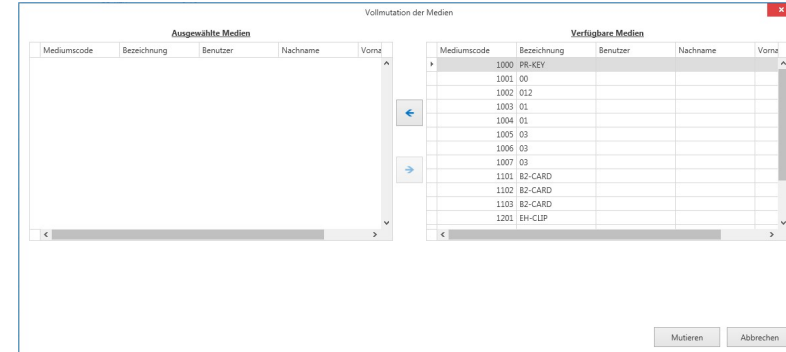 Vollmutation der Medien
Ausgewählte Medien
Mediumscode Bezeichnung Benutzer Nachname Vorna
Verfügbare Medien
Mediumscode Bezeichnung Benutzer Nachname Vorna
1000 PR-KEY
1001 00
1002 012
1003 01
1004 01
1005 03
1006 03
1007 03
1101 B2-CARD
1102 B2-CARD
1103 B2-CARD
1201 EH-CLIP
Mutieren Abbrechen